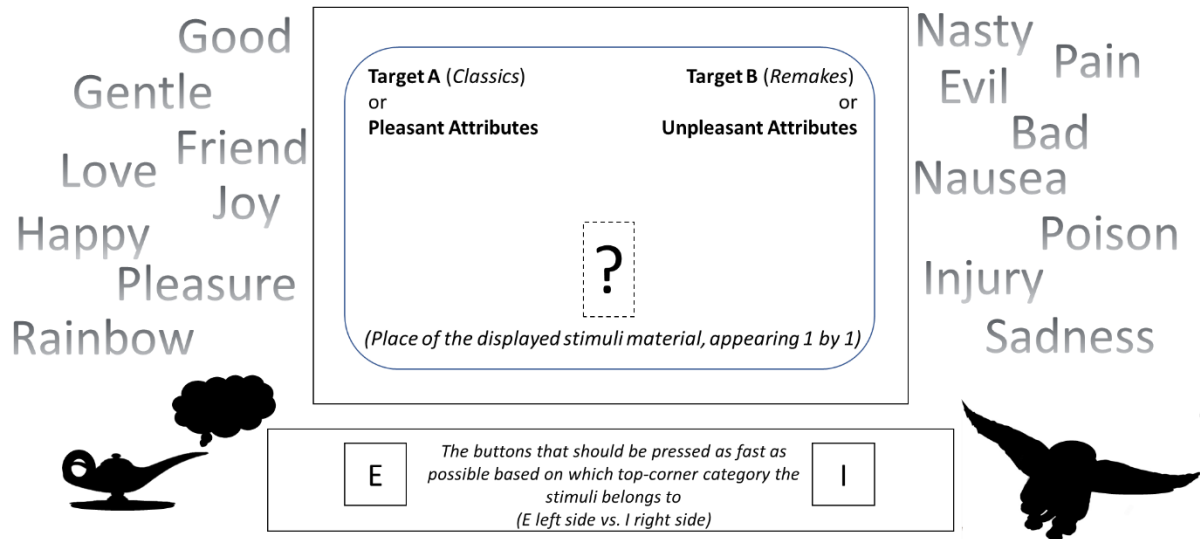 Good
Gentle
Friend
Love
Joy
Happy
Pleasure
Rainbow
Target A (Classics)
or
Pleasant Attributes
Target B (Remakes)
or
Unpleasant Attributes
?
(Place of the displayed stimuli material, appearing 1 by 1)
Nasty
Pain
Evil
Bad
Nausea
Poison
Injury
Sadness
E
The buttons that should be pressed as fast as
possible based on which top-corner category the
stimuli belongs to
(E left side vs. I right side)
I